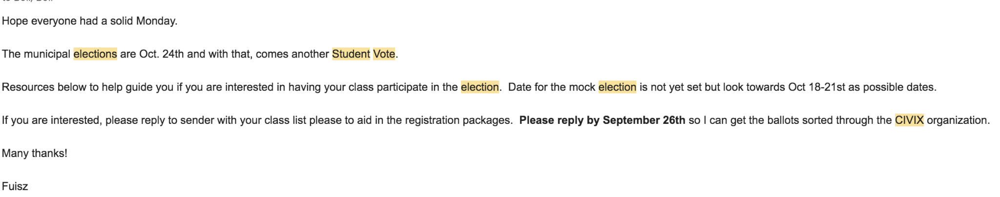 Hope everyone had a solid Monday.
The municipal elections are Oct. 24th and with that, comes another Student Vote.
Resources below to help guide you if you are interested in having your class participate in the election.  Date for the mock election is not yet set but look towards Oct 18-21st as possible dates.
If you are interested, please reply to sender with your class list please to aid in the registration packages.  Please reply by September 26th so I can get the ballots sorted through the CIVIX organization.
Many thanks!
Fuisz